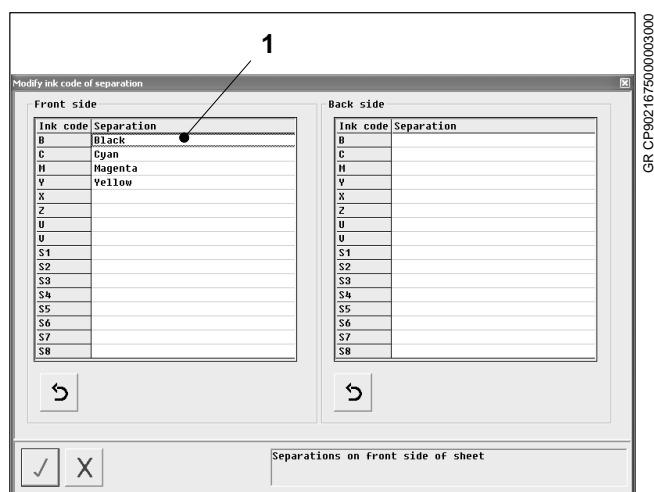 1
GR CP90216750000003000
Modify ink code of separation
Front side
Ink code Separation
B Black
C Cyan
M Magenta
Y Yellow
X
Z
U
V
S1
S2
S3
S4
S5
S6
S7
S8
Back side
Ink code Separation
B
C
M
Y
X
Z
U
V
S1
S2
S3
S4
S5
S6
S7
S8
Separations on front side of sheet